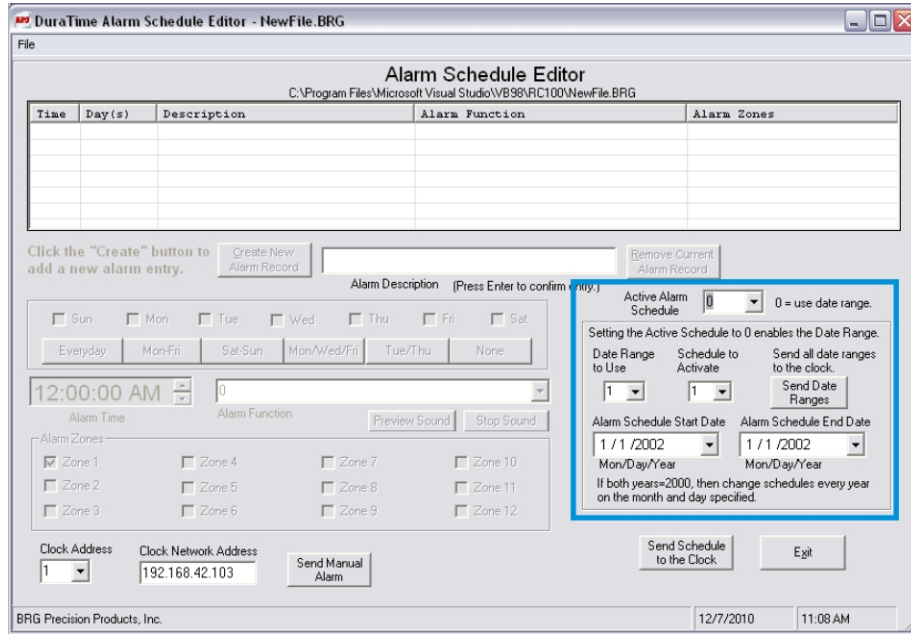 DuraTime Alarm Schedule Editor - NewFile.BRG
File
Alarm Schedule Editor
C:\Program Files\Microsoft Visual Studio\VB98\RC100\NewFile.BRG
Time Day(s) Description Alarm Function Alarm Zones
Click the "Create" button to
add a new alarm entry.
Create New
Alarm Record
Remove Current
Alarm Record
Alarm Description (Press Enter to confirm entry.)
Active Alarm
Schedule
0
0 = use date range.
Sun Mon Tue Wed Thu Fri Sat
Everyday Mon-Fri Sat-Sun Mon/Wed/Fri Tue/Thu None
Setting the Active Schedule to 0 enables the Date Range.
Date Range
to Use
Schedule to
Activate
Send all date ranges
to the clock.
1
1
Send Date
Ranges
12:00:00 AM
0
Alarm Time
Alarm Function
Preview Sound
Stop Sound
Alarm Schedule Start Date
Alarm Schedule End Date
1 / 1 /2002
1 / 1 /2002
Mon/Day/Year
Mon/Day/Year
If both years=2000, then change schedules every year
on the month and day specified.
Alarm Zones
Zone 1 Zone 4 Zone 7 Zone 10
Zone 2 Zone 5 Zone 8 Zone 11
Zone 3 Zone 6 Zone 9 Zone 12
Clock Address
1
Clock Network Address
192.168.42.103
Send Manual
Alarm
Send Schedule
to the Clock
Exit
BRG Precision Products, Inc.
12/7/2010
11:08 AM